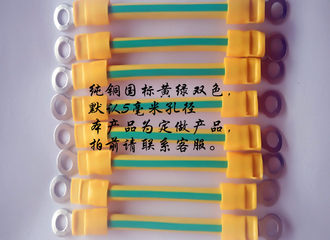 纯铜国标黄绿双色，
默认5毫米孔径
本产品为定做产品，
拍前请联系客服。